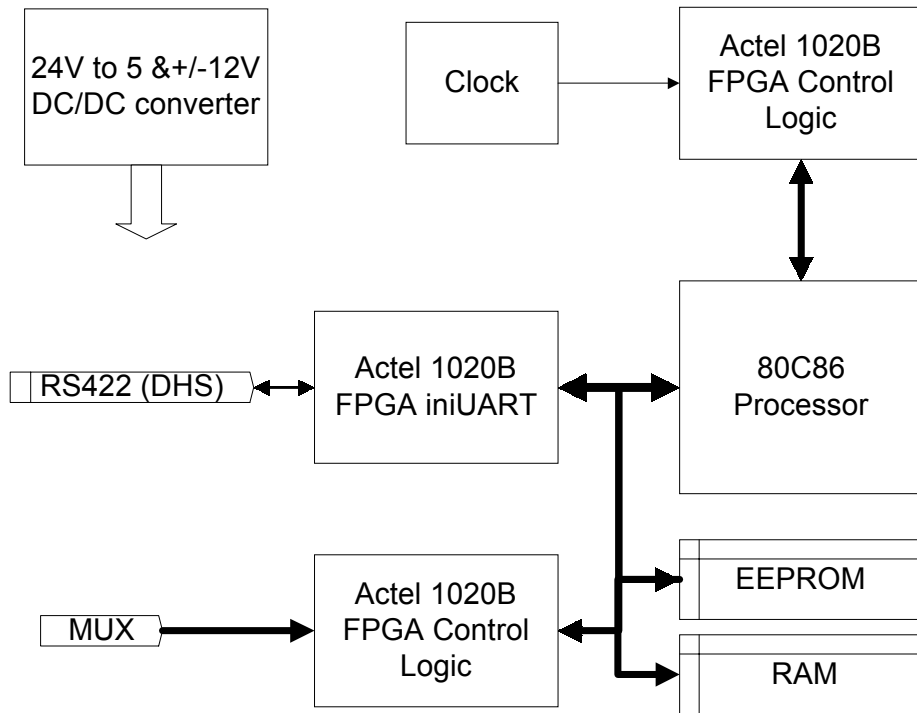 24V to 5 &+/-12V
DC/DC converter
Clock
Actel 1020B
FPGA Control
Logic
RS422 (DHS)
Actel 1020B
FPGA iniUART
80C86
Processor
MUX
Actel 1020B
FPGA Control
Logic
EEPROM
RAM